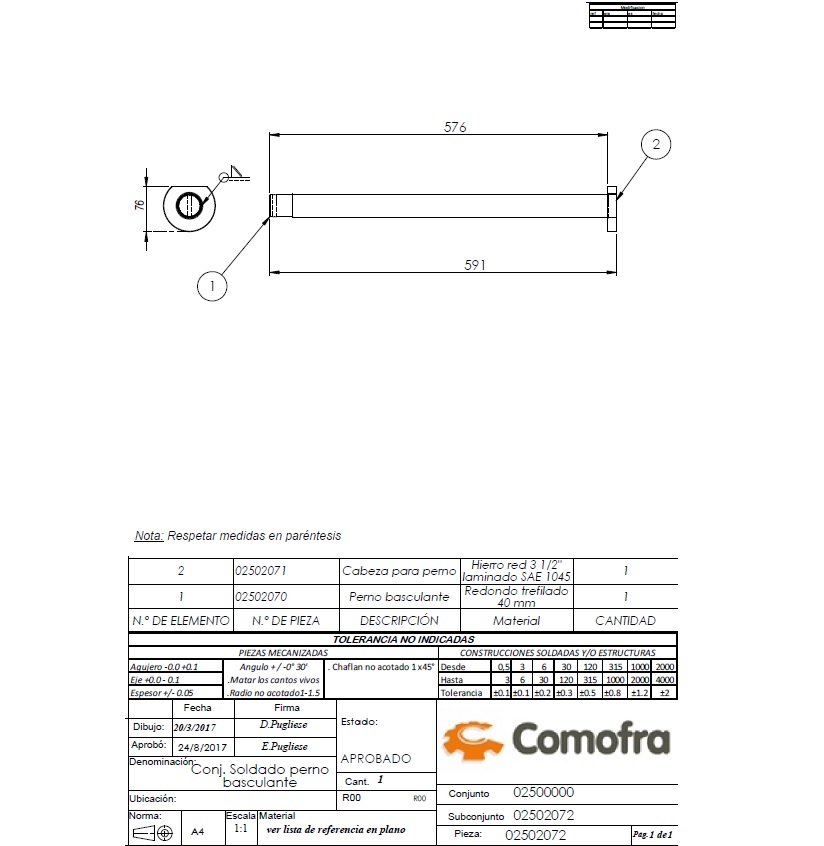 Modificacion
576
2
76
591
1
Nota: Respetar medidas en paréntesis
2 02502071 Cabeza para perno Hierro red 3 1/2" laminado SAE 1045 1
1 02502070 Perno basculante Redondo trefilado 40 mm 1
N.º DE ELEMENTO N.º DE PIEZA DESCRIPCIÓN Material CANTIDAD
TOLERANCIA NO INDICADAS
PIEZAS MECANIZADAS CONSTRUCCIONES SOLDADAS Y/O ESTRUCTURAS
Agujero -0.0 +0.1 Angulo +/-0º 30' . Chaflan no acotado 1x45º Desde 0,5 3 6 30 120 315 1000 2000
Eje +0.0 - 0.1 .Matar los cantos vivos Hasta 3 6 30 120 315 1000 2000 4000
Espesor +/- 0.05 .Radio no acotado1-1.5 Tolerancia ±0.1 ±0.1 ±0.2 ±0.3 ±0.5 ±0.8 ±1.2 ±2
Fecha Firma
Dibujo: 20/3/2017 D.Pugliese Estado:
Aprobó: 24/8/2017 E.Pugliese APROBADO
Comofra
Denominación: Conj. Soldado perno basculante
Cant. 1
Ubicación: R00 R00
Conjunto 02500000
Subconjunto 02502072
Norma: A4 Escala 1:1 Material ver lista de referencia en plano
Pieza: 02502072 Pag.1 de1